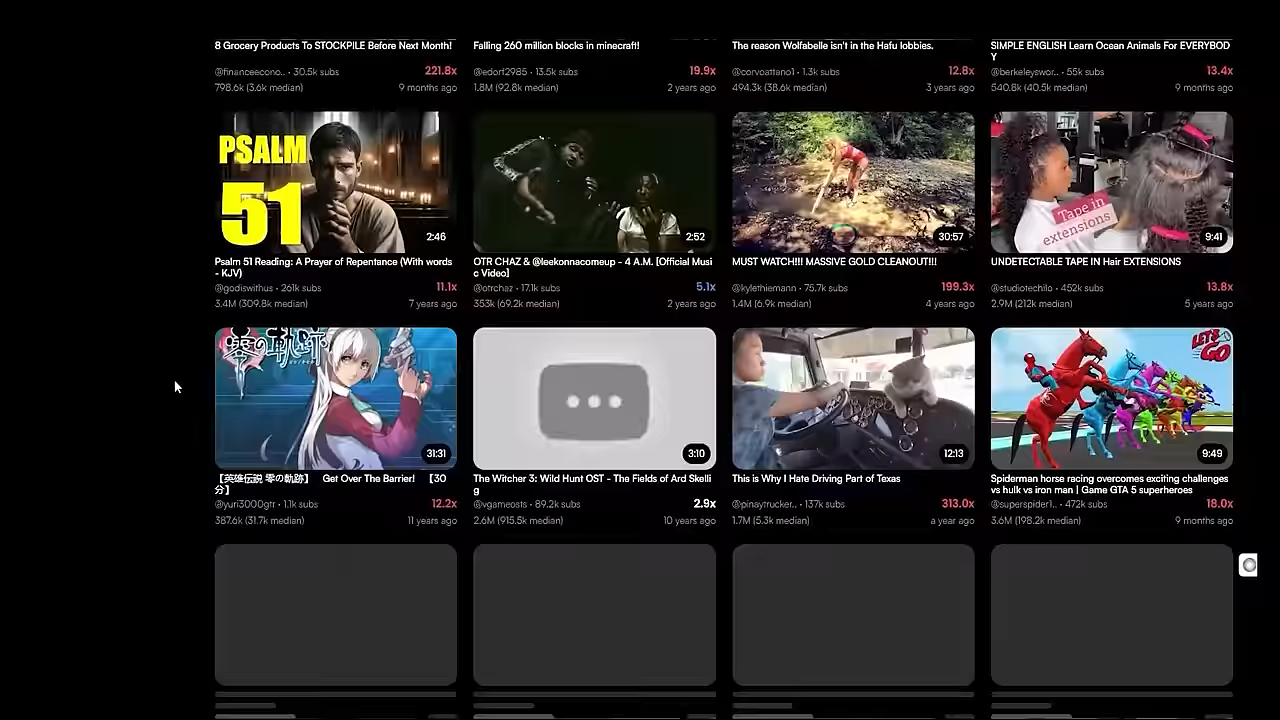 8 Grocery Products To STOCKPILE Before Next Month!
@financeecono.. · 30.5k subs
221.8x
798.6k (3.6k median)
9 months ago
Falling 260 million blocks in minecraft!
@edorf2985 · 13.5k subs
19.9x
1.8M (92.8k median)
2 years ago
The reason Wolfabelle isn't in the Hafu lobbies.
@corvoattano1 · 1.3k subs
12.8x
494.3k (38.6k median)
3 years ago
SIMPLE ENGLISH Learn Ocean Animals For EVERYBOD
Y
@berkeleyswor.. · 55k subs
13.4x
540.8k (40.5k median)
9 months ago
PSALM
51
2:46
Psalm 51 Reading: A Prayer of Repentance (With words
- KJV)
@godiswithus · 261k subs
11.1x
3.4M (309.8k median)
7 years ago
2:52
OTR CHAZ & @leekonnacomeup - 4 A.M. [Official Musi
c Video]
@otrchaz · 17.1k subs
5.1x
353k (69.2k median)
2 years ago
30:57
MUST WATCH!!! MASSIVE GOLD CLEANOUT!!!
@kylethiemann · 75.7k subs
199.3x
1.4M (6.9k median)
4 years ago
Tape in
extensions
9:41
UNDETECTABLE TAPE IN Hair EXTENSIONS
@studiotechilo · 452k subs
13.8x
2.9M (212k median)
5 years ago
零の軌跡
31:31
【英雄伝説 零の軌跡】 Get Over The Barrier! 【30
分】
@yuri3000gtr · 1.1k subs
12.2x
387.6k (31.7k median)
11 years ago
3:10
The Witcher 3: Wild Hunt OST - The Fields of Ard Skelli
g
@vgameosts · 89.2k subs
2.9x
2.6M (915.5k median)
10 years ago
12:13
This is Why I Hate Driving Part of Texas
@pinaytrucker.. · 137k subs
313.0x
1.7M (5.3k median)
a year ago
LET'S
GO
9:49
Spiderman horse racing overcomes exciting challenges
vs hulk vs iron man | Game GTA 5 superheroes
@superspider1.. · 472k subs
18.0x
3.6M (198.2k median)
9 months ago